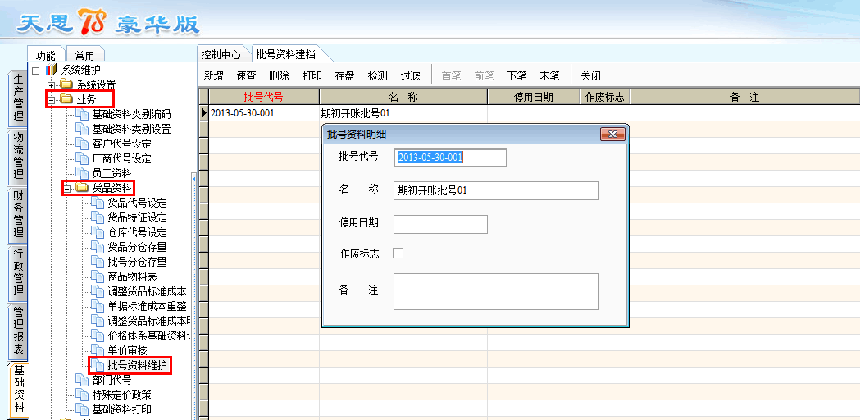 天思T8豪华版
功能 常用
控制中心 批号资料建档
新增 速查 删除 打印 存盘 检测 过滤 首笔 前笔 下笔 末笔 关闭
生产管理
物流管理
财务管理
行政管理
管理报表
基础资料
系统维护
系统设置
业务
基础资料类别编码
基础资料类别设置
客户代号设定
厂商代号设定
员工资料
货品资料
货品代号设定
货品特征设定
仓库代号设定
货品分仓存量
批号分仓存量
商品物料表
调整货品标准成本
单据标准成本重整
调整货品标准成本
价格体系基础资料
单价审核
批号资料维护
部门代号
特殊定价政策
基础资料打印
批号代号 名 称 停用日期 作废标志 备 注
2013-05-30-001 期初开账批号01
批号资料明细
批号代号 2013-05-30-001
名 称 期初开账批号01
停用日期
作废标志
备 注